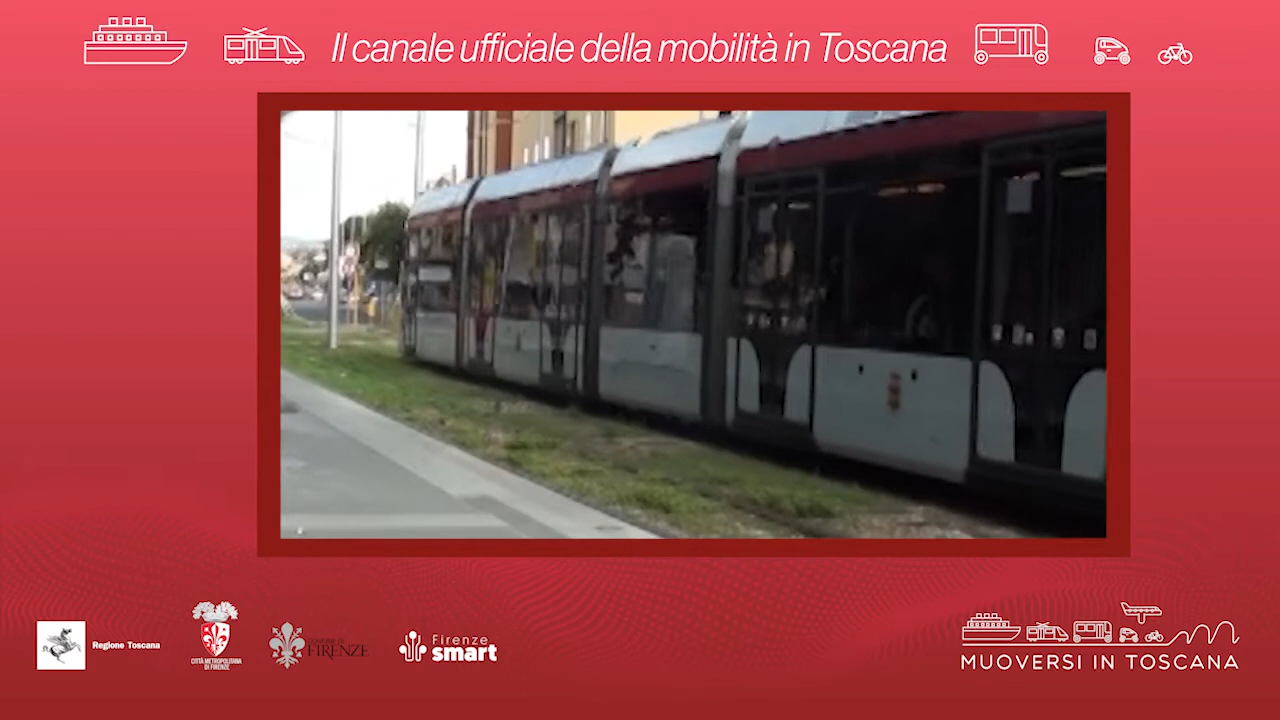 Il canale ufficiale della mobilità in Toscana
Regione Toscana
CITTÀ METROPOLITANA
DI FIRENZE
COMUNE DI
FIRENZE
Firenze
smart
MUOVERSI IN TOSCANA